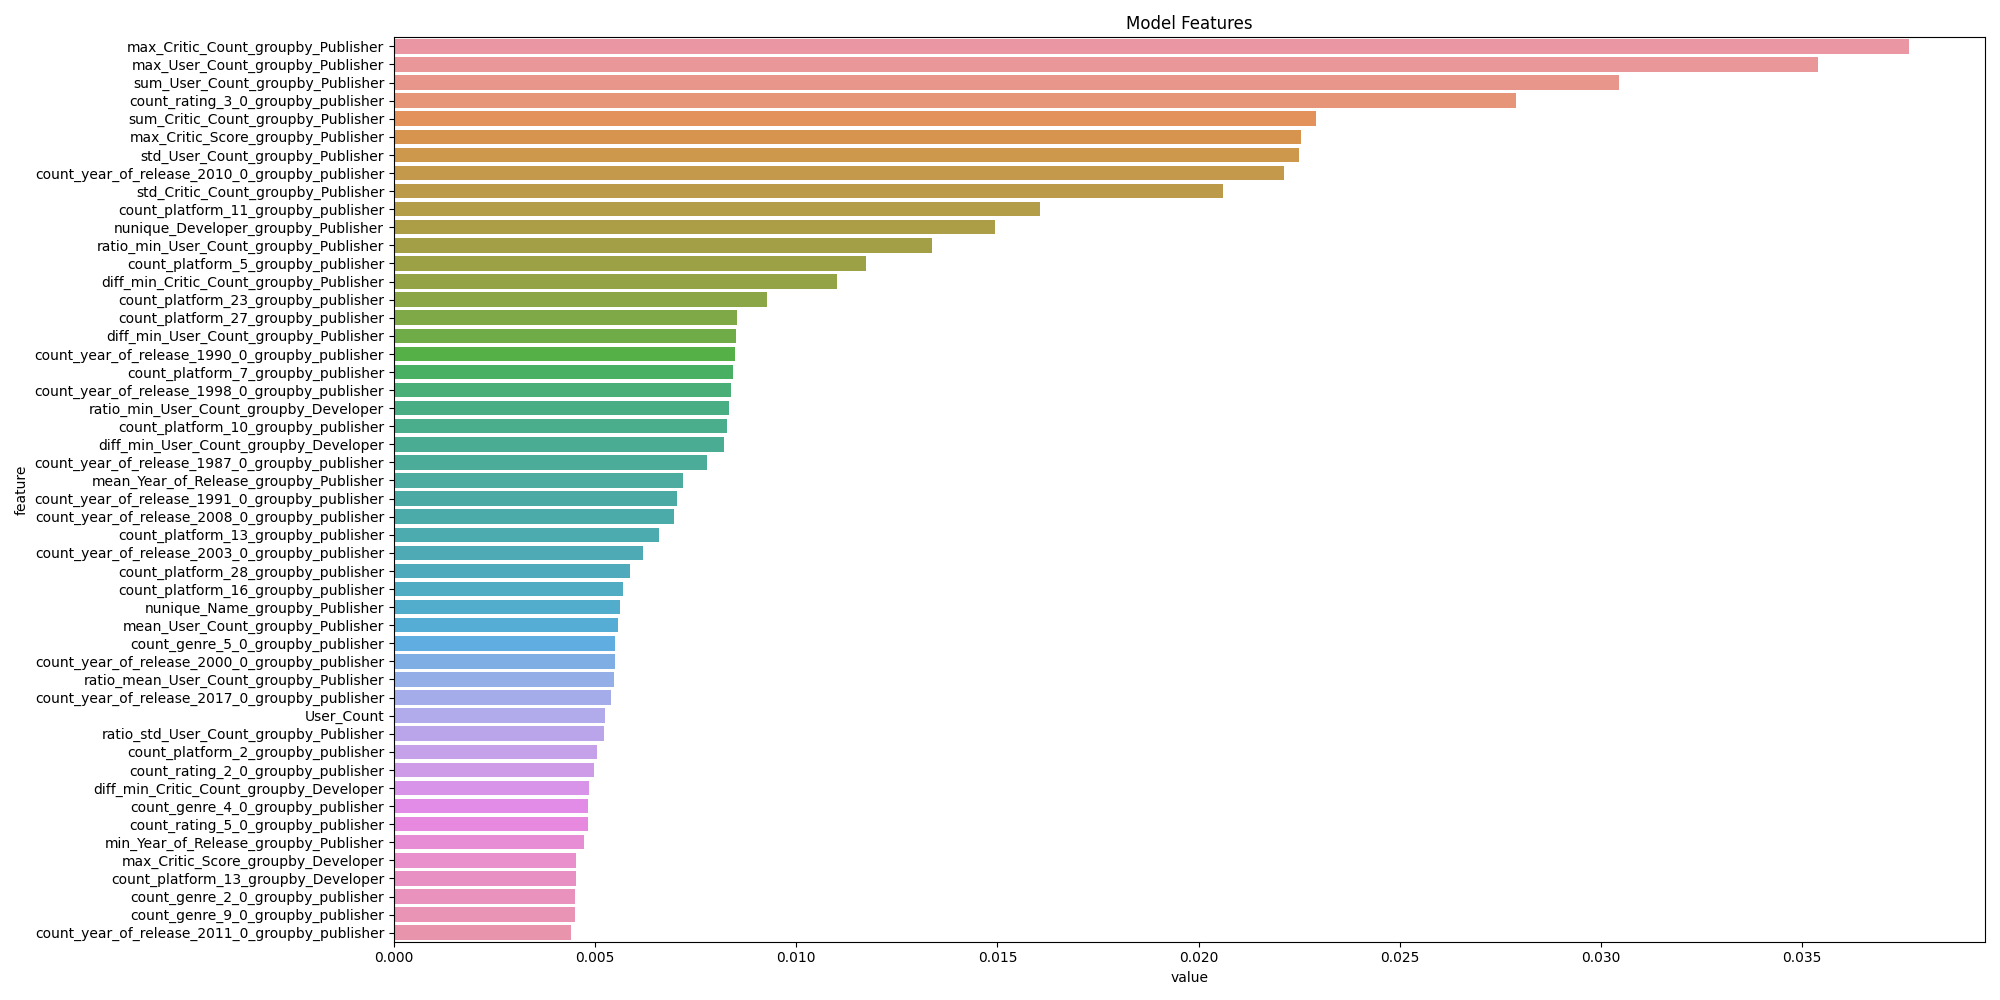 Model Features
max_Critic_Count_groupby_Publisher
max_User_Count_groupby_Publisher
sum_User_Count_groupby_Publisher
count_rating_3_0_groupby_publisher
sum_Critic_Count_groupby_Publisher
max_Critic_Score_groupby_Publisher
std_User_Count_groupby_Publisher
count_year_of_release_2010_0_groupby_publisher
std_Critic_Count_groupby_Publisher
count_platform_11_groupby_publisher
nunique_Developer_groupby_Publisher
ratio_min_User_Count_groupby_Publisher
count_platform_5_groupby_publisher
diff_min_Critic_Count_groupby_Publisher
count_platform_23_groupby_publisher
count_platform_27_groupby_publisher
diff_min_User_Count_groupby_Publisher
count_year_of_release_1990_0_groupby_publisher
count_platform_7_groupby_publisher
count_year_of_release_1998_0_groupby_publisher
ratio_min_User_Count_groupby_Developer
count_platform_10_groupby_publisher
diff_min_User_Count_groupby_Developer
count_year_of_release_1987_0_groupby_publisher
mean_Year_of_Release_groupby_Publisher
count_year_of_release_1991_0_groupby_publisher
count_year_of_release_2008_0_groupby_publisher
count_platform_13_groupby_publisher
count_year_of_release_2003_0_groupby_publisher
count_platform_28_groupby_publisher
count_platform_16_groupby_publisher
nunique_Name_groupby_Publisher
mean_User_Count_groupby_Publisher
count_genre_5_0_groupby_publisher
count_year_of_release_2000_0_groupby_publisher
ratio_mean_User_Count_groupby_Publisher
count_year_of_release_2017_0_groupby_publisher
User_Count
ratio_std_User_Count_groupby_Publisher
count_platform_2_groupby_publisher
count_rating_2_0_groupby_publisher
diff_min_Critic_Count_groupby_Developer
count_genre_4_0_groupby_publisher
count_rating_5_0_groupby_publisher
min_Year_of_Release_groupby_Publisher
max_Critic_Score_groupby_Developer
count_platform_13_groupby_Developer
count_genre_2_0_groupby_publisher
count_genre_9_0_groupby_publisher
count_year_of_release_2011_0_groupby_publisher
feature
0.000 0.005 0.010 0.015 0.020 0.025 0.030 0.035
value